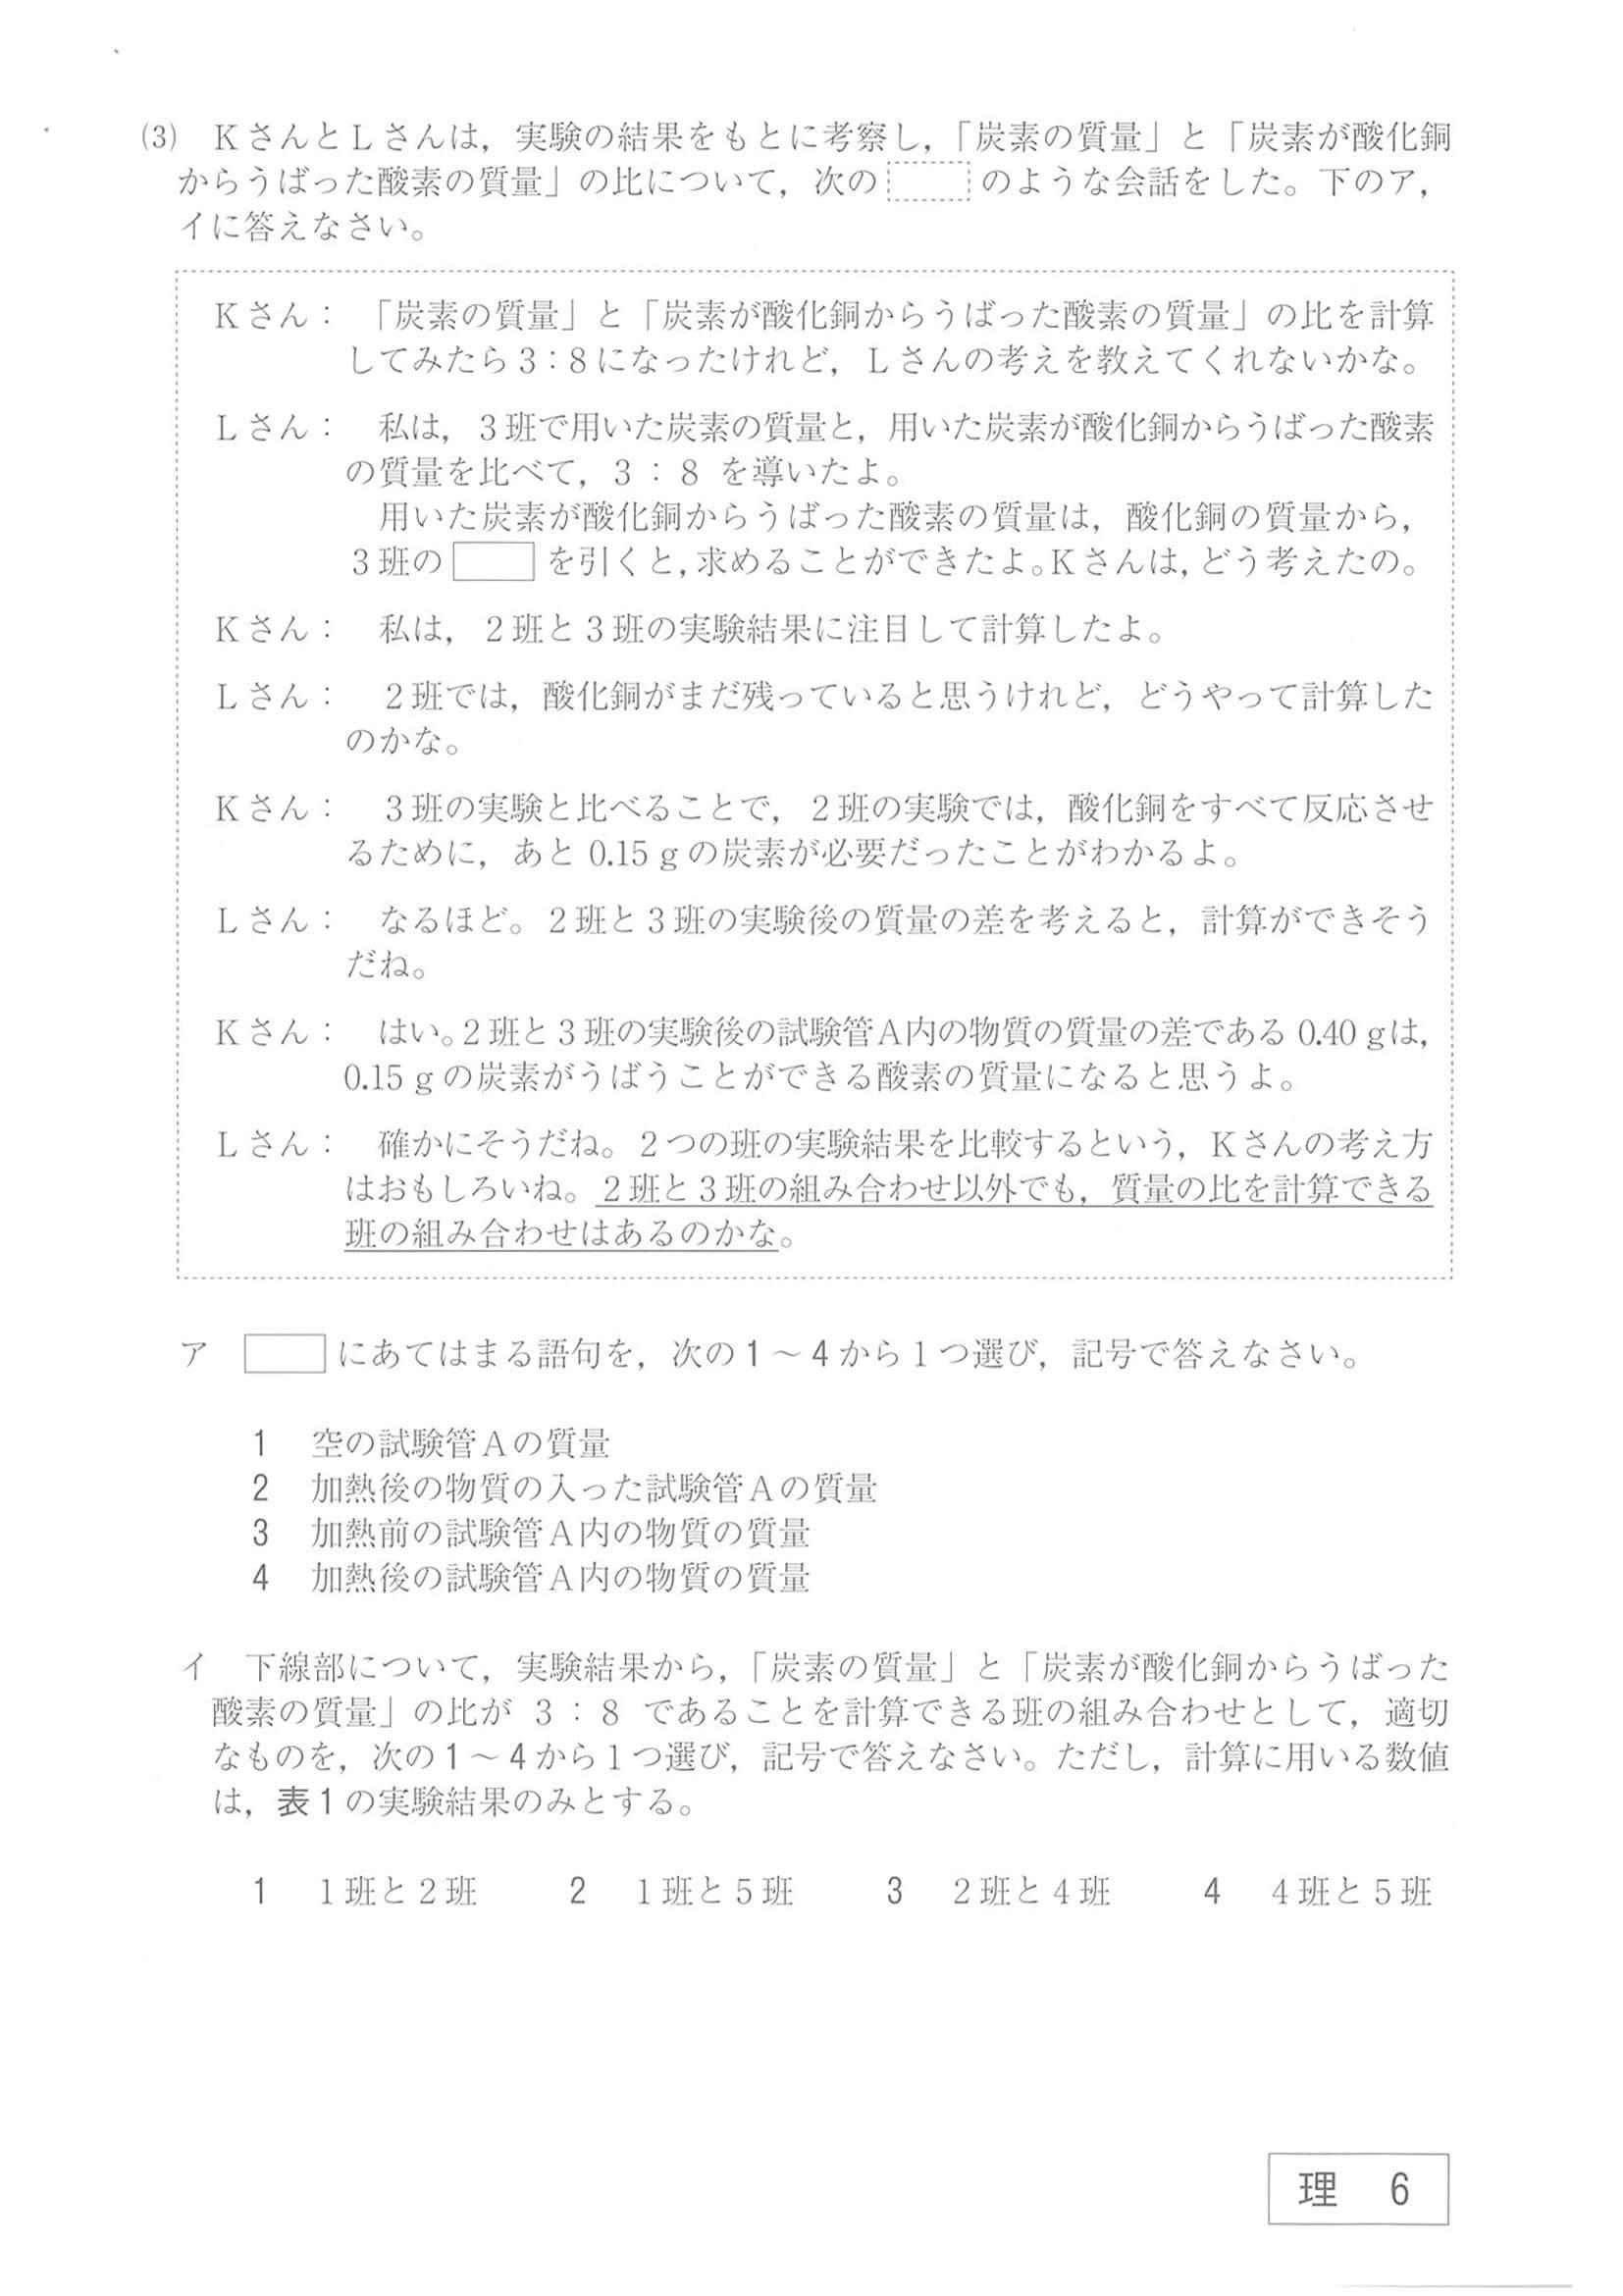 (3) KさんとLさんは，実験の結果をもとに考察し，「炭素の質量」と「炭素が酸化銅
からうばった酸素の質量」の比について，次の　　のような会話をした。下のア，
イに答えなさい。
Kさん： 「炭素の質量」と「炭素が酸化銅からうばった酸素の質量」の比を計算
してみたら3：8になったけれど，Lさんの考えを教えてくれないかな。
Lさん： 私は，3班で用いた炭素の質量と，用いた炭素が酸化銅からうばった酸素
の質量を比べて，3：8を導いたよ。
用いた炭素が酸化銅からうばった酸素の質量は，酸化銅の質量から，
3班の　　を引くと，求めることができたよ。Kさんは，どう考えたの。
Kさん： 私は，2班と3班の実験結果に注目して計算したよ。
Lさん： 2班では，酸化銅がまだ残っていると思うけれど，どうやって計算した
のかな。
Kさん： 3班の実験と比べることで，2班の実験では，酸化銅をすべて反応させ
るために，あと0.15gの炭素が必要だったことがわかるよ。
Lさん： なるほど。2班と3班の実験後の質量の差を考えると，計算ができそう
だね。
Kさん： はい。2班と3班の実験後の試験管A内の物質の質量の差である0.40gは，
0.15gの炭素がうばうことができる酸素の質量になると思うよ。
Lさん： 確かにそうだね。2つの班の実験結果を比較するという，Kさんの考え方
はおもしろいね。2班と3班の組み合わせ以外でも，質量の比を計算できる
班の組み合わせはあるのかな。
ア　　にあてはまる語句を，次の1～4から1つ選び，記号で答えなさい。
1 空の試験管Aの質量
2 加熱後の物質の入った試験管Aの質量
3 加熱前の試験管A内の物質の質量
4 加熱後の試験管A内の物質の質量
イ 下線部について，実験結果から，「炭素の質量」と「炭素が酸化銅からうばった
酸素の質量」の比が 3：8 であることを計算できる班の組み合わせとして，適切
なものを，次の1～4から1つ選び，記号で答えなさい。ただし，計算に用いる数値
は，表1の実験結果のみとする。
1 1班と2班 2 1班と5班 3 2班と4班 4 4班と5班
理 6